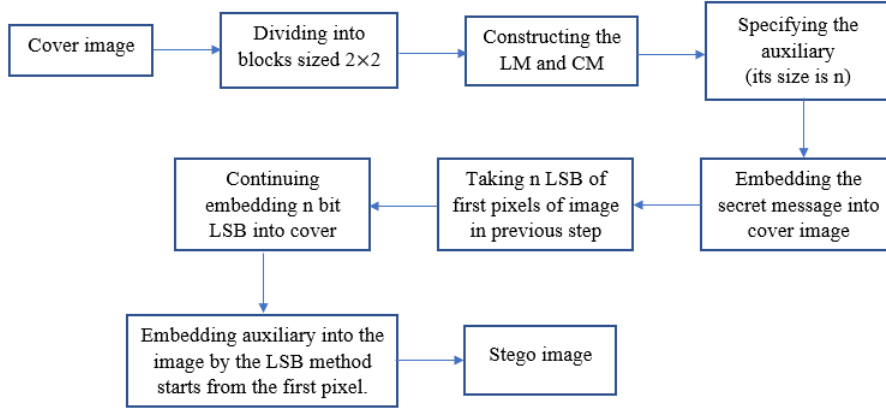 Cover image
Dividing into
blocks sized 2×2
Constructing the
LM and CM
Specifying the
auxiliary
(its size is n)
Embedding the
secret message into
cover image
Taking n LSB of
first pixels of image
in previous step
Continuing
embedding n bit
LSB into cover
Embedding auxiliary into the
image by the LSB method
starts from the first pixel.
Stego image